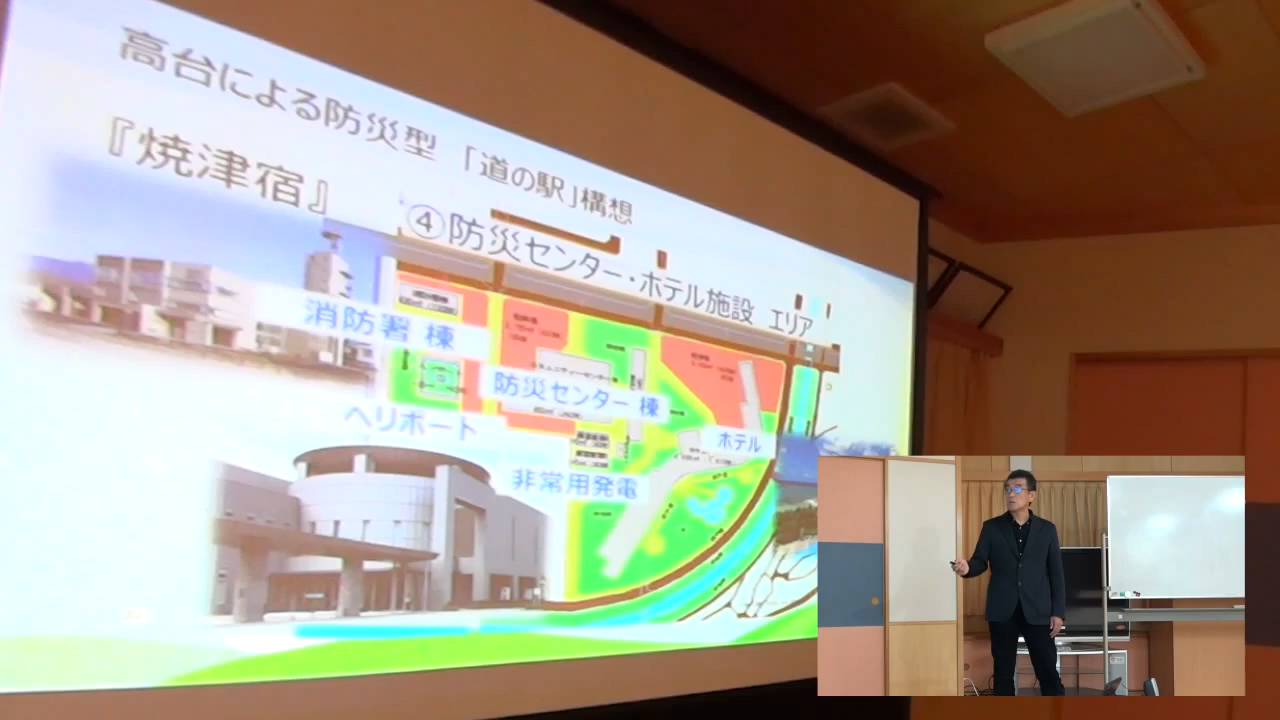 高台による防災型 「道の駅」構想
『焼津宿』
④防災センター・ホテル施設 エリア
消防署 棟
防災センター 棟
ヘリポート
ホテル
非常用発電